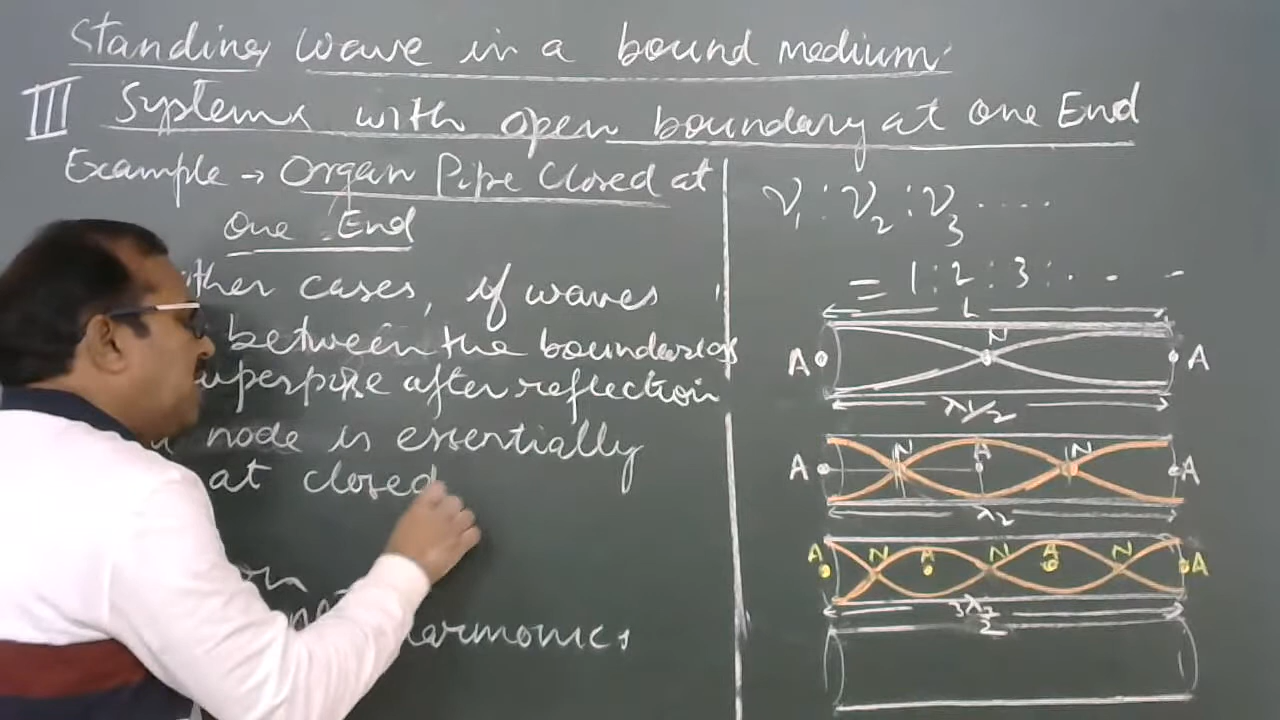 Standing wave in a bound medium.
III Systems with open boundary at one End
Example → Organ Pipe Closed at
One End
ther cases, if waves
between the boundaries
uperpose after reflection
node is essentially
at closed
harmonics
ν₁ : ν₂ : ν₃ ....
= 1 : 2 : 3 : . . . -
L
A N A
λ₁/2
A N A N A
λ₂
A N A N A N A
3λ₃/2